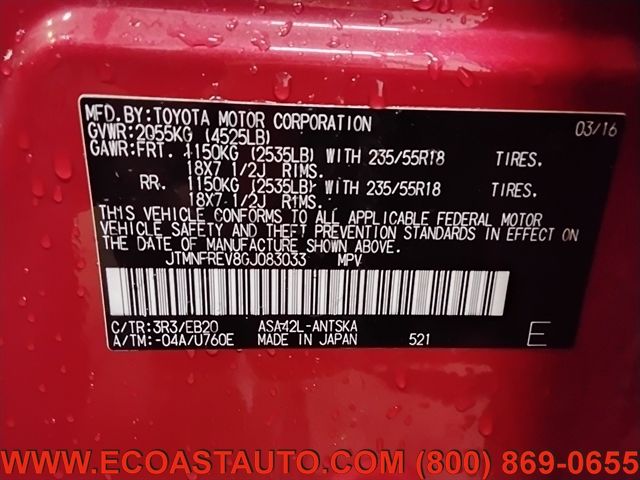 MFD.BY:TOYOTA MOTOR CORPORATION 03/16
GVWR:2055KG (4525LB)
GAWR:FRT. 1150KG (2535LB) WITH 235/55R18 TIRES.
18X7 1/2J RIMS.
RR. 1150KG (2535LB) WITH 235/55R18 TIRES.
18X7 1/2J RIMS.
THIS VEHICLE CONFORMS TO ALL APPLICABLE FEDERAL MOTOR
VEHICLE SAFETY AND THEFT PREVENTION STANDARDS IN EFFECT ON
THE DATE OF MANUFACTURE SHOWN ABOVE.
JTMNFREV8GJ083033 MPV
C/TR:3R3/EB20 ASA42L-ANTSKA
A/TM:-04A/U760E MADE IN JAPAN 521 E
WWW.ECOASTAUTO.COM (800) 869-0655